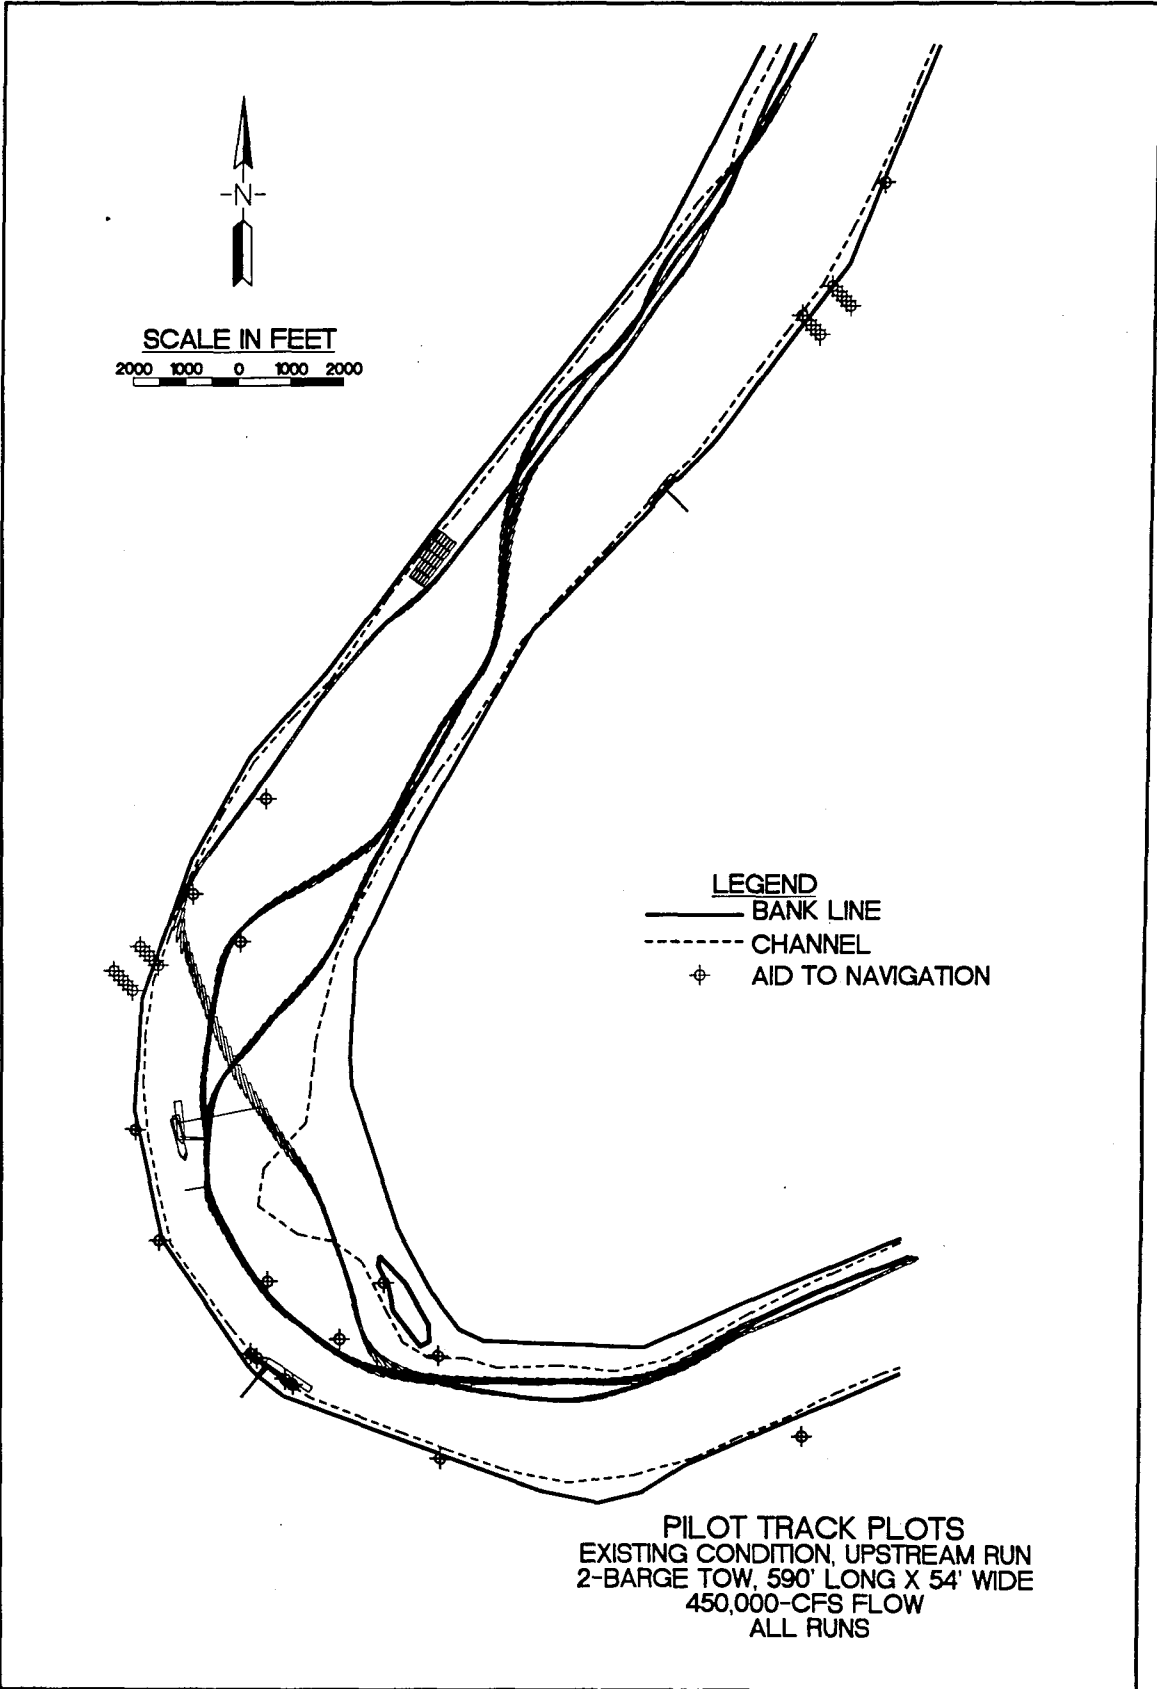 -N-
SCALE IN FEET
2000 1000 0 1000 2000
LEGEND
BANK LINE
CHANNEL
AID TO NAVIGATION
PILOT TRACK PLOTS
EXISTING CONDITION, UPSTREAM RUN
2-BARGE TOW, 590' LONG X 54' WIDE
450,000-CFS FLOW
ALL RUNS